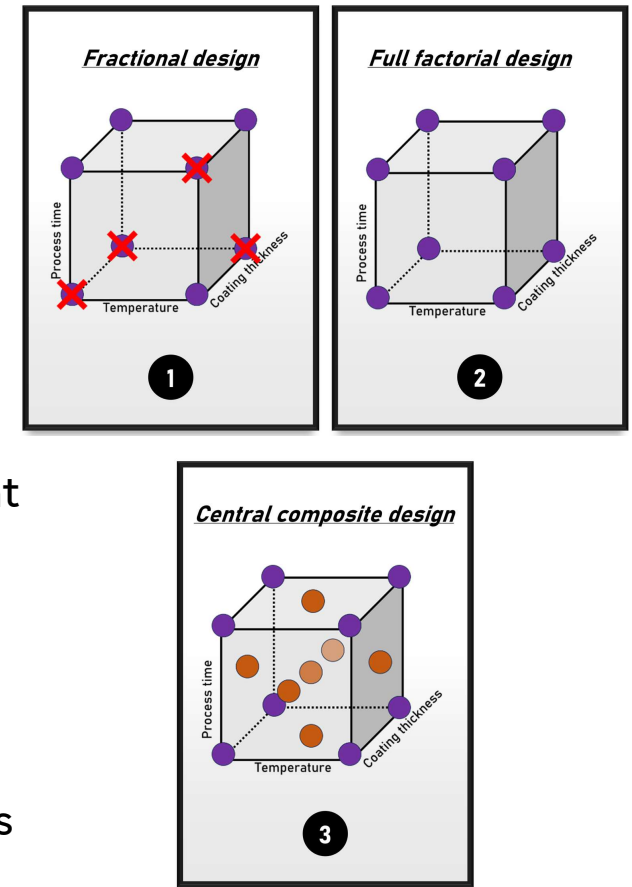 Fractional design
Process time
Temperature
Coating thickness
1
Full factorial design
Process time
Temperature
Coating thickness
2
Central composite design
Process time
Temperature
Coating thickness
3